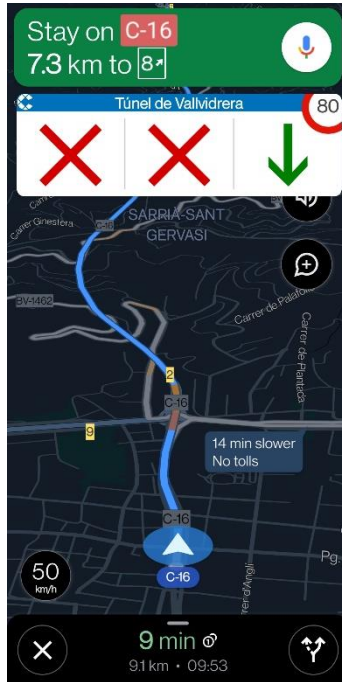 Stay on C-16
7.3 km to 8
Túnel de Vallvidrera
80
C-16
SARRIÀ-SANT
GERVASI
Carrer Ginestera
BV-1462
Carrer de Plantada
2
C-16
9
14 min slower
No tolls
C-16
Pg.
C-16
50
km/h
9 min
9.1 km • 09:53